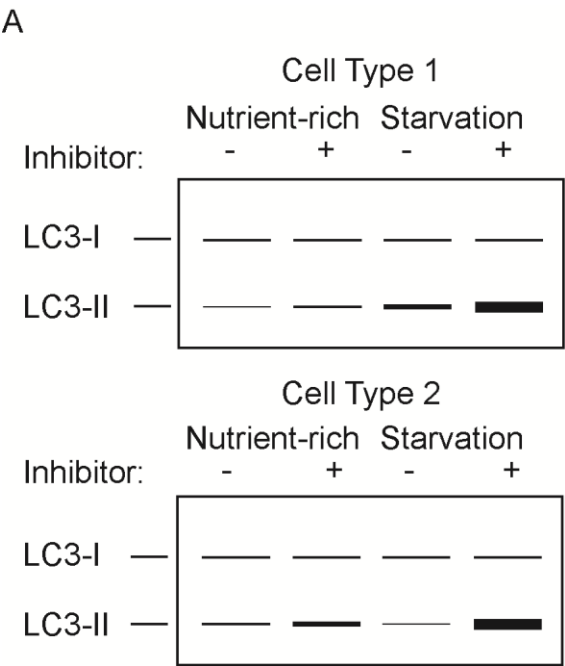 A
Cell Type 1
Nutrient-rich Starvation
Inhibitor: - + - +
LC3-I
LC3-II
Cell Type 2
Nutrient-rich Starvation
Inhibitor: - + - +
LC3-I
LC3-II